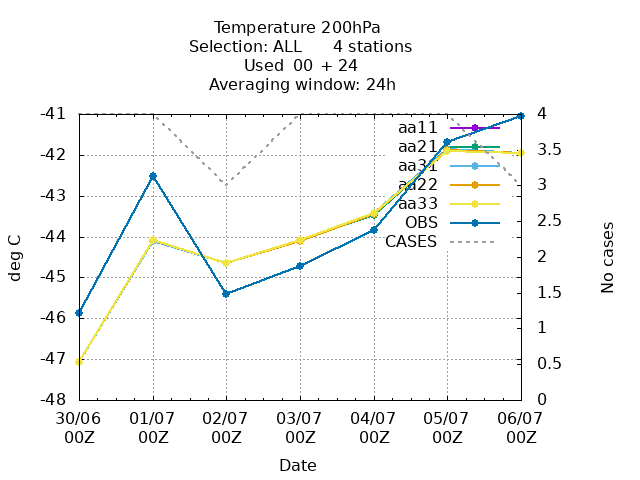 Temperature 200hPa
Selection: ALL 4 stations
Used 00 + 24
Averaging window: 24h
deg C
No cases
-41
-42
-43
-44
-45
-46
-47
-48
4
3.5
3
2.5
2
1.5
1
0.5
0
aa11
aa21
aa31
aa22
aa33
OBS
CASES
30/06 01/07 02/07 03/07 04/07 05/07 06/07
00Z 00Z 00Z 00Z 00Z 00Z 00Z
Date